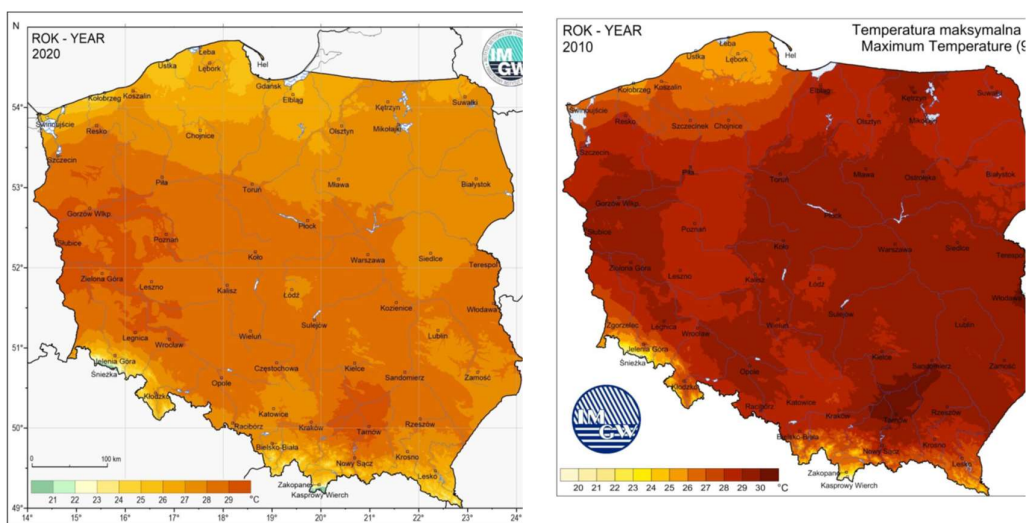 ROK - YEAR
2020
N
Łeba
Ustka
Lębork
Hel
Gdańsk
Kołobrzeg
Koszalin
Elbląg
Kętrzyn
Suwałki
54°
Świnoujście
Resko
Chojnice
Olsztyn
Mikołajki
Szczecin
Piła
Toruń
Mława
Białystok
53°
Gorzów Wlkp.
Płock
Słubice
Poznań
Koło
Warszawa
Siedlce
Terespol
52°
Zielona Góra
Leszno
Kalisz
Łódź
Kozienice
Włodawa
Sulejów
Legnica
Wrocław
Wieluń
Lublin
51°
Jelenia Góra
Śnieżka
Częstochowa
Kielce
Opole
Sandomierz
Zamość
Kłodzko
Katowice
Racibórz
Kraków
Tarnów
Rzeszów
50°
Bielsko-Biała
Nowy Sącz
Krosno
Lesko
0 100 km
Zakopane
Kasprowy Wierch
21 22 23 24 25 26 27 28 29 °C
49°
14° 15° 16° 17° 18° 19° 20° 21° 22° 23° 24°
IM
GW
ROK - YEAR
2010
Temperatura maksymalna
Maximum Temperature (9
Łeba
Ustka
Lębork
Hel
Kołobrzeg
Koszalin
Elbląg
Kętrzyn
Suwałki
Świnoujście
Resko
Szczecinek
Chojnice
Olsztyn
Mikołajki
Szczecin
Piła
Toruń
Mława
Ostrołęka
Białystok
Gorzów Wlkp.
Płock
Słubice
Poznań
Koło
Warszawa
Siedlce
Terespol
Zielona Góra
Leszno
Kalisz
Łódź
Włodawa
Sulejów
Zgorzelec
Legnica
Wrocław
Wieluń
Lublin
Jelenia Góra
Kielce
Opole
Sandomierz
Zamość
Kłodzko
Katowice
Racibórz
Kraków
Tarnów
Rzeszów
Bielsko-Biała
Nowy Sącz
Krosno
Lesko
Zakopane
IM
GW
20 21 22 23 24 25 26 27 28 29 30 °C